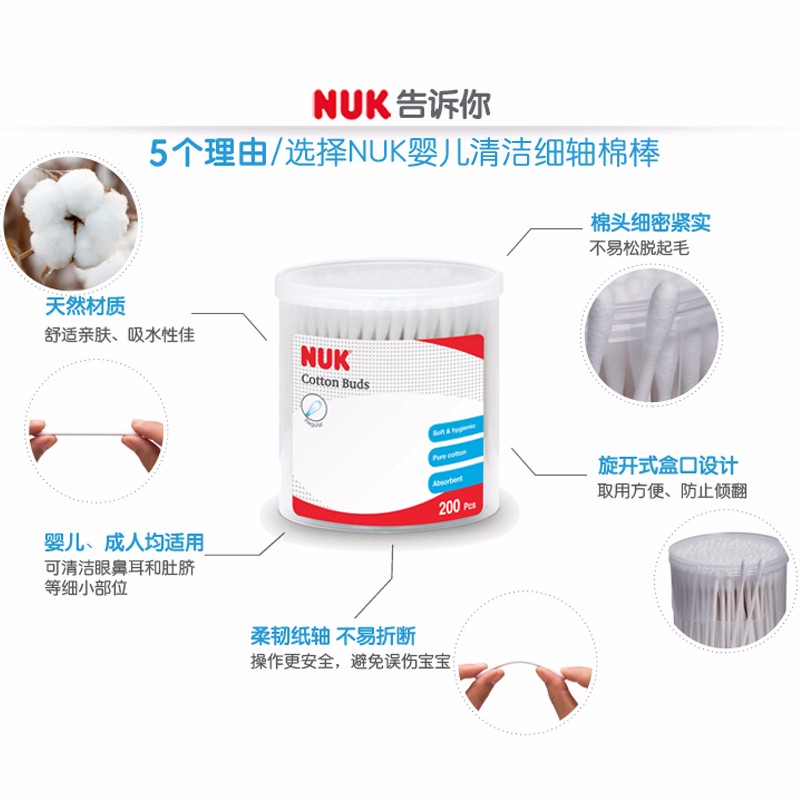 NUK告诉你
5个理由/选择NUK婴儿清洁细轴棉棒
棉头细密紧实
不易松脱起毛
天然材质
舒适亲肤、吸水性佳
NUK
Cotton Buds
Regular
Soft & hygienic
Pure cotton
Absorbent
200 Pcs
旋开式盒口设计
取用方便、防止倾翻
婴儿、成人均适用
可清洁眼鼻耳和肚脐
等细小部位
柔韧纸轴 不易折断
操作更安全，避免误伤宝宝